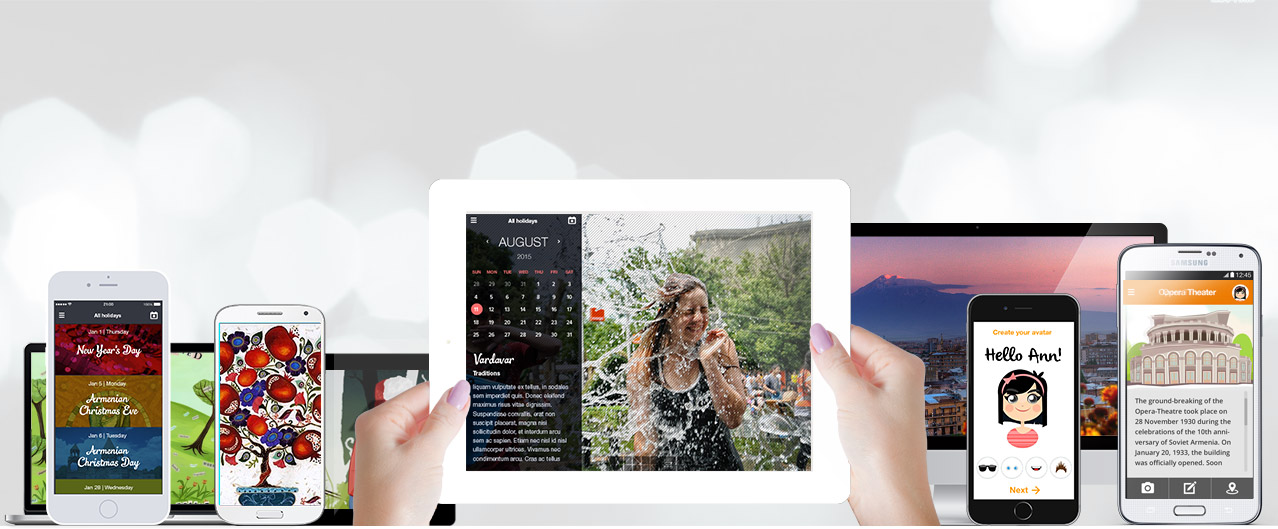 21:00
100%
All holidays
Jan 1 | Thursday
New Year's Day
Jan 5 | Monday
Armenian
Christmas Eve
Jan 6 | Tuesday
Armenian
Christmas Day
Jan 28 | Wednesday
All holidays
‹ AUGUST ›
2015
SUN MON TUE WED THU FRI SAT
28 29 30 31 1 2 3
4 5 6 7 8 9 10
11 12 13 14 15 16 17
18 19 20 21 22 23 24
25 26 27 28 29 30 31
Vardavar
Traditions
liquam vulputate ex tellus, in sodales
sem imperdiet quis. Donec eleifend
maximus risus vitae dignissim.
Suspendisse convallis, erat non
suscipit placerat, magna nisl
sollicitudin dolor, et interdum arcu
sem ac sapien. Etiam nec nisl id nisl
ullamcorper ultrices. Vivamus nec
condimentum arcu. Cras ac tellus
Create your avatar
Hello Ann!
Next →
SAMSUNG
12:45
Opera Theater
The ground-breaking of the
Opera-Theatre took place on
28 November 1930 during the
celebrations of the 10th anni-
versary of Soviet Armenia. On
January 20, 1933, the building
was officially opened. Soon